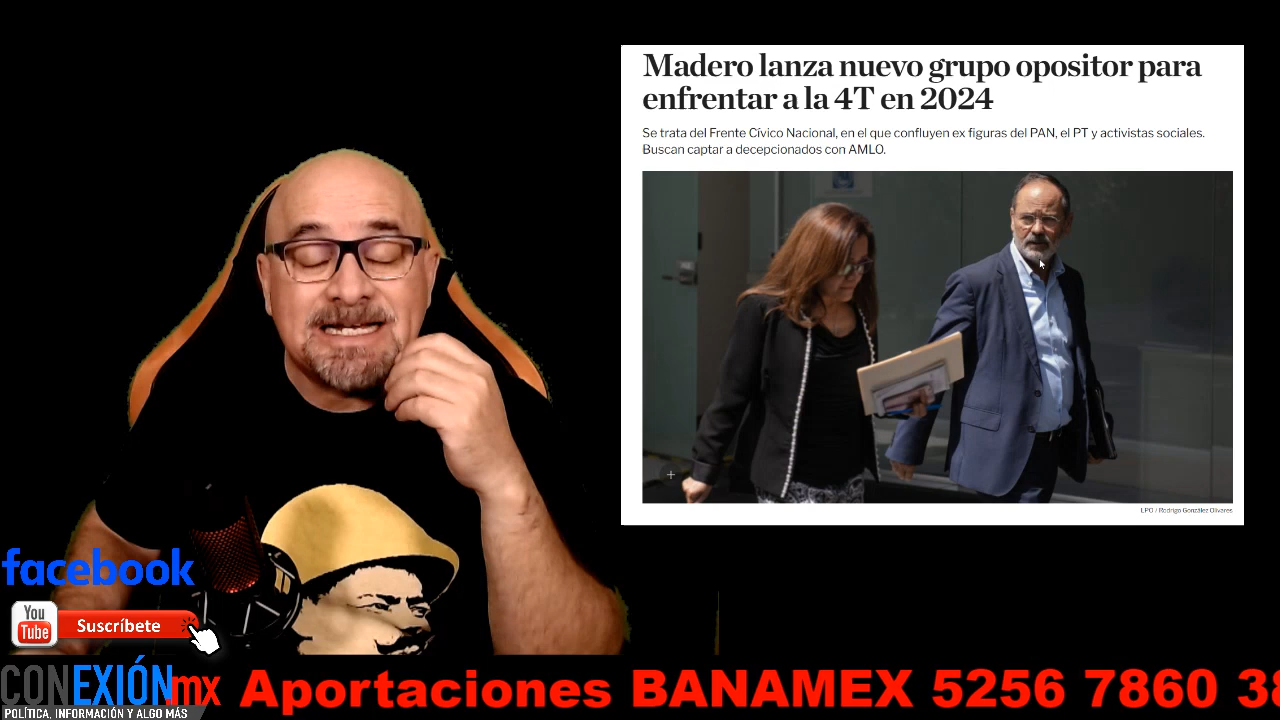 Madero lanza nuevo grupo opositor para
enfrentar a la 4T en 2024
Se trata del Frente Cívico Nacional, en el que confluyen ex figuras del PAN, el PT y activistas sociales.
Buscan captar a decepcionados con AMLO.
LPO / Rodrigo González Olivares
facebook
You
Tube
Suscríbete
CONEXIÓNmx
POLÍTICA, INFORMACIÓN Y ALGO MÁS
Aportaciones BANAMEX 5256 7860 38